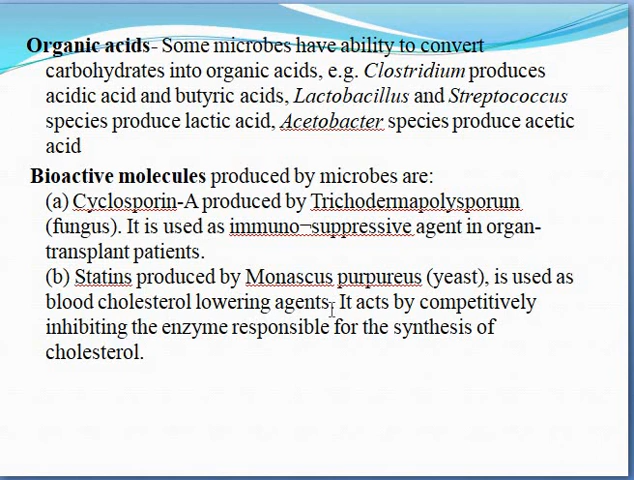 Organic acids- Some microbes have ability to convert
carbohydrates into organic acids, e.g. Clostridium produces
acidic acid and butyric acids, Lactobacillus and Streptococcus
species produce lactic acid, Acetobacter species produce acetic
acid
Bioactive molecules produced by microbes are:
(a) Cyclosporin-A produced by Trichodermapolysporum
(fungus). It is used as immuno¬suppressive agent in organ-
transplant patients.
(b) Statins produced by Monascus purpureus (yeast), is used as
blood cholesterol lowering agents. It acts by competitively
inhibiting the enzyme responsible for the synthesis of
cholesterol.